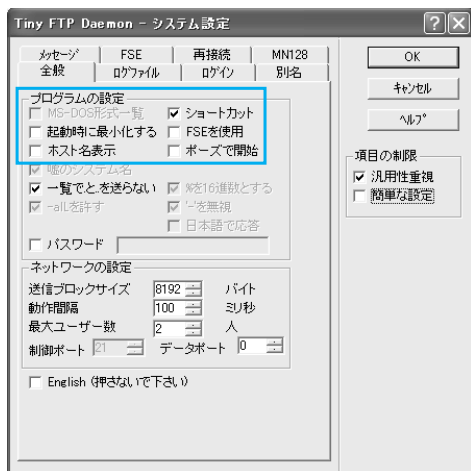 Tiny FTP Daemon - システム設定
メッセージ FSE 再接続 MN128
全般 ログファイル ログイン 別名
OK
キャンセル
ヘルプ
プログラムの設定
MS-DOS形式一覧 ショートカット
起動時に最小化する FSEを使用
ホスト名表示 ポーズで開始
嘘のシステム名
一覧でと.を送らない %を16進数とする
-alLを許す '-'を無視
日本語で応答
パスワード
項目の制限
汎用性重視
簡単な設定
ネットワークの設定
送信ブロックサイズ 8192 バイト
動作間隔 100 ミリ秒
最大ユーザー数 2 人
制御ポート 21 データポート 0
English (押さないで下さい)